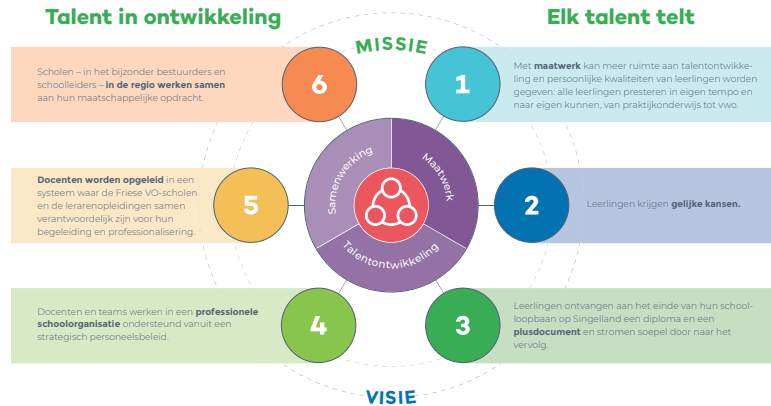 Talent in ontwikkeling
Elk talent telt
MISSIE
6
Scholen – in het bijzonder bestuurders en
schoolleiders – in de regio werken samen
aan hun maatschappelijke opdracht.
1
Met maatwerk kan meer ruimte aan talentontwikke-
ling en persoonlijke kwaliteiten van leerlingen worden
gegeven: alle leerlingen presteren in eigen tempo en
naar eigen kunnen, van praktijkonderwijs tot vwo.
Samenwerking
Maatwerk
Talentontwikkeling
Docenten worden opgeleid in een
systeem waar de Friese VO-scholen
en de lerarenopleidingen samen
verantwoordelijk zijn voor hun
begeleiding en professionalisering.
5
2
Leerlingen krijgen gelijke kansen.
Docenten en teams werken in een professionele
schoolorganisatie ondersteund vanuit een
strategisch personeelsbeleid.
4
3
Leerlingen ontvangen aan het einde van hun school-
loopbaan op Singelland een diploma en een
plusdocument en stromen soepel door naar het
vervolg.
VISIE